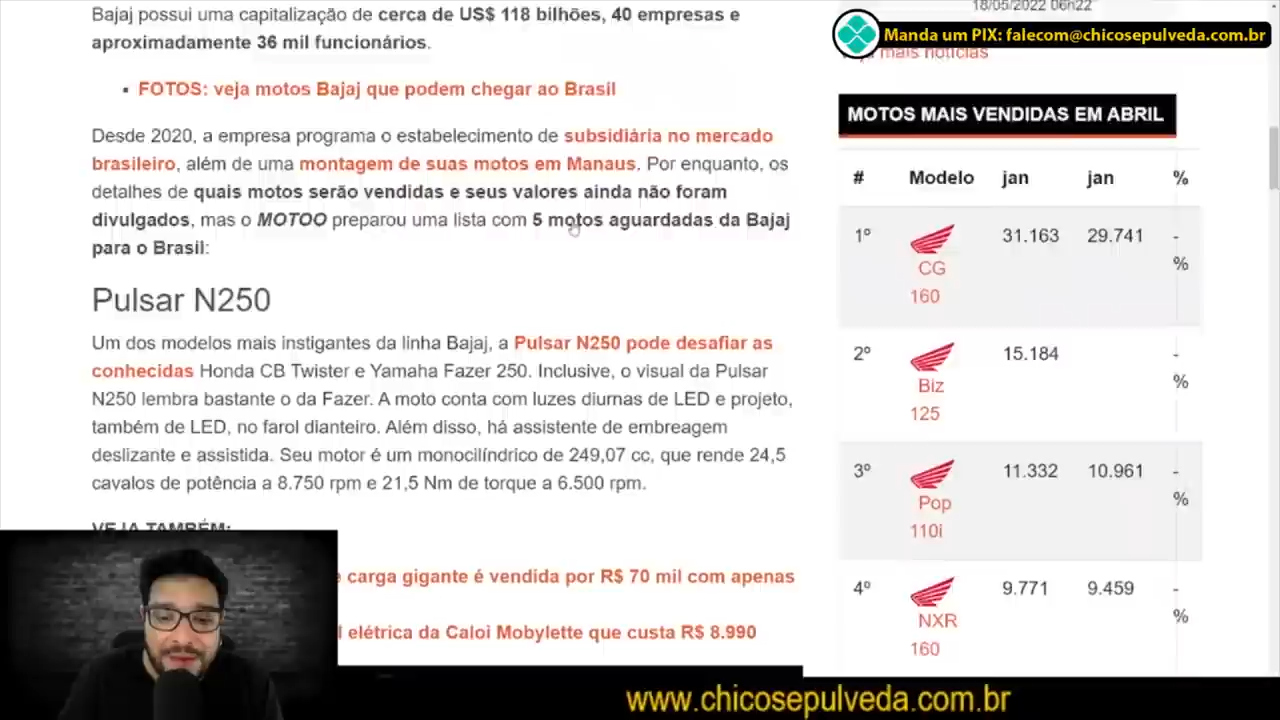 Bajaj possui uma capitalização de cerca de US$ 118 bilhões, 40 empresas e
aproximadamente 36 mil funcionários.
FOTOS: veja motos Bajaj que podem chegar ao Brasil
Desde 2020, a empresa programa o estabelecimento de subsidiária no mercado
brasileiro, além de uma montagem de suas motos em Manaus. Por enquanto, os
detalhes de quais motos serão vendidas e seus valores ainda não foram
divulgados, mas o MOTOO preparou uma lista com 5 motos aguardadas da Bajaj
para o Brasil:
Pulsar N250
Um dos modelos mais instigantes da linha Bajaj, a Pulsar N250 pode desafiar as
conhecidas Honda CB Twister e Yamaha Fazer 250. Inclusive, o visual da Pulsar
N250 lembra bastante o da Fazer. A moto conta com luzes diurnas de LED e projeto,
também de LED, no farol dianteiro. Além disso, há assistente de embreagem
deslizante e assistida. Seu motor é um monocilíndrico de 249,07 cc, que rende 24,5
cavalos de potência a 8.750 rpm e 21,5 Nm de torque a 6.500 rpm.
VEJA TAMBÉM:
carga gigante é vendida por R$ 70 mil com apenas
elétrica da Caloi Mobylette que custa R$ 8.990
18/05/2022 06h22
Manda um PIX: falecom@chicosepulveda.com.br
mais notícias
MOTOS MAIS VENDIDAS EM ABRIL
# Modelo jan jan %
1º CG 160 31.163 29.741 - %
2º Biz 125 15.184 - %
3º Pop 110i 11.332 10.961 - %
4º NXR 160 9.771 9.459 - %
www.chicosepulveda.com.br